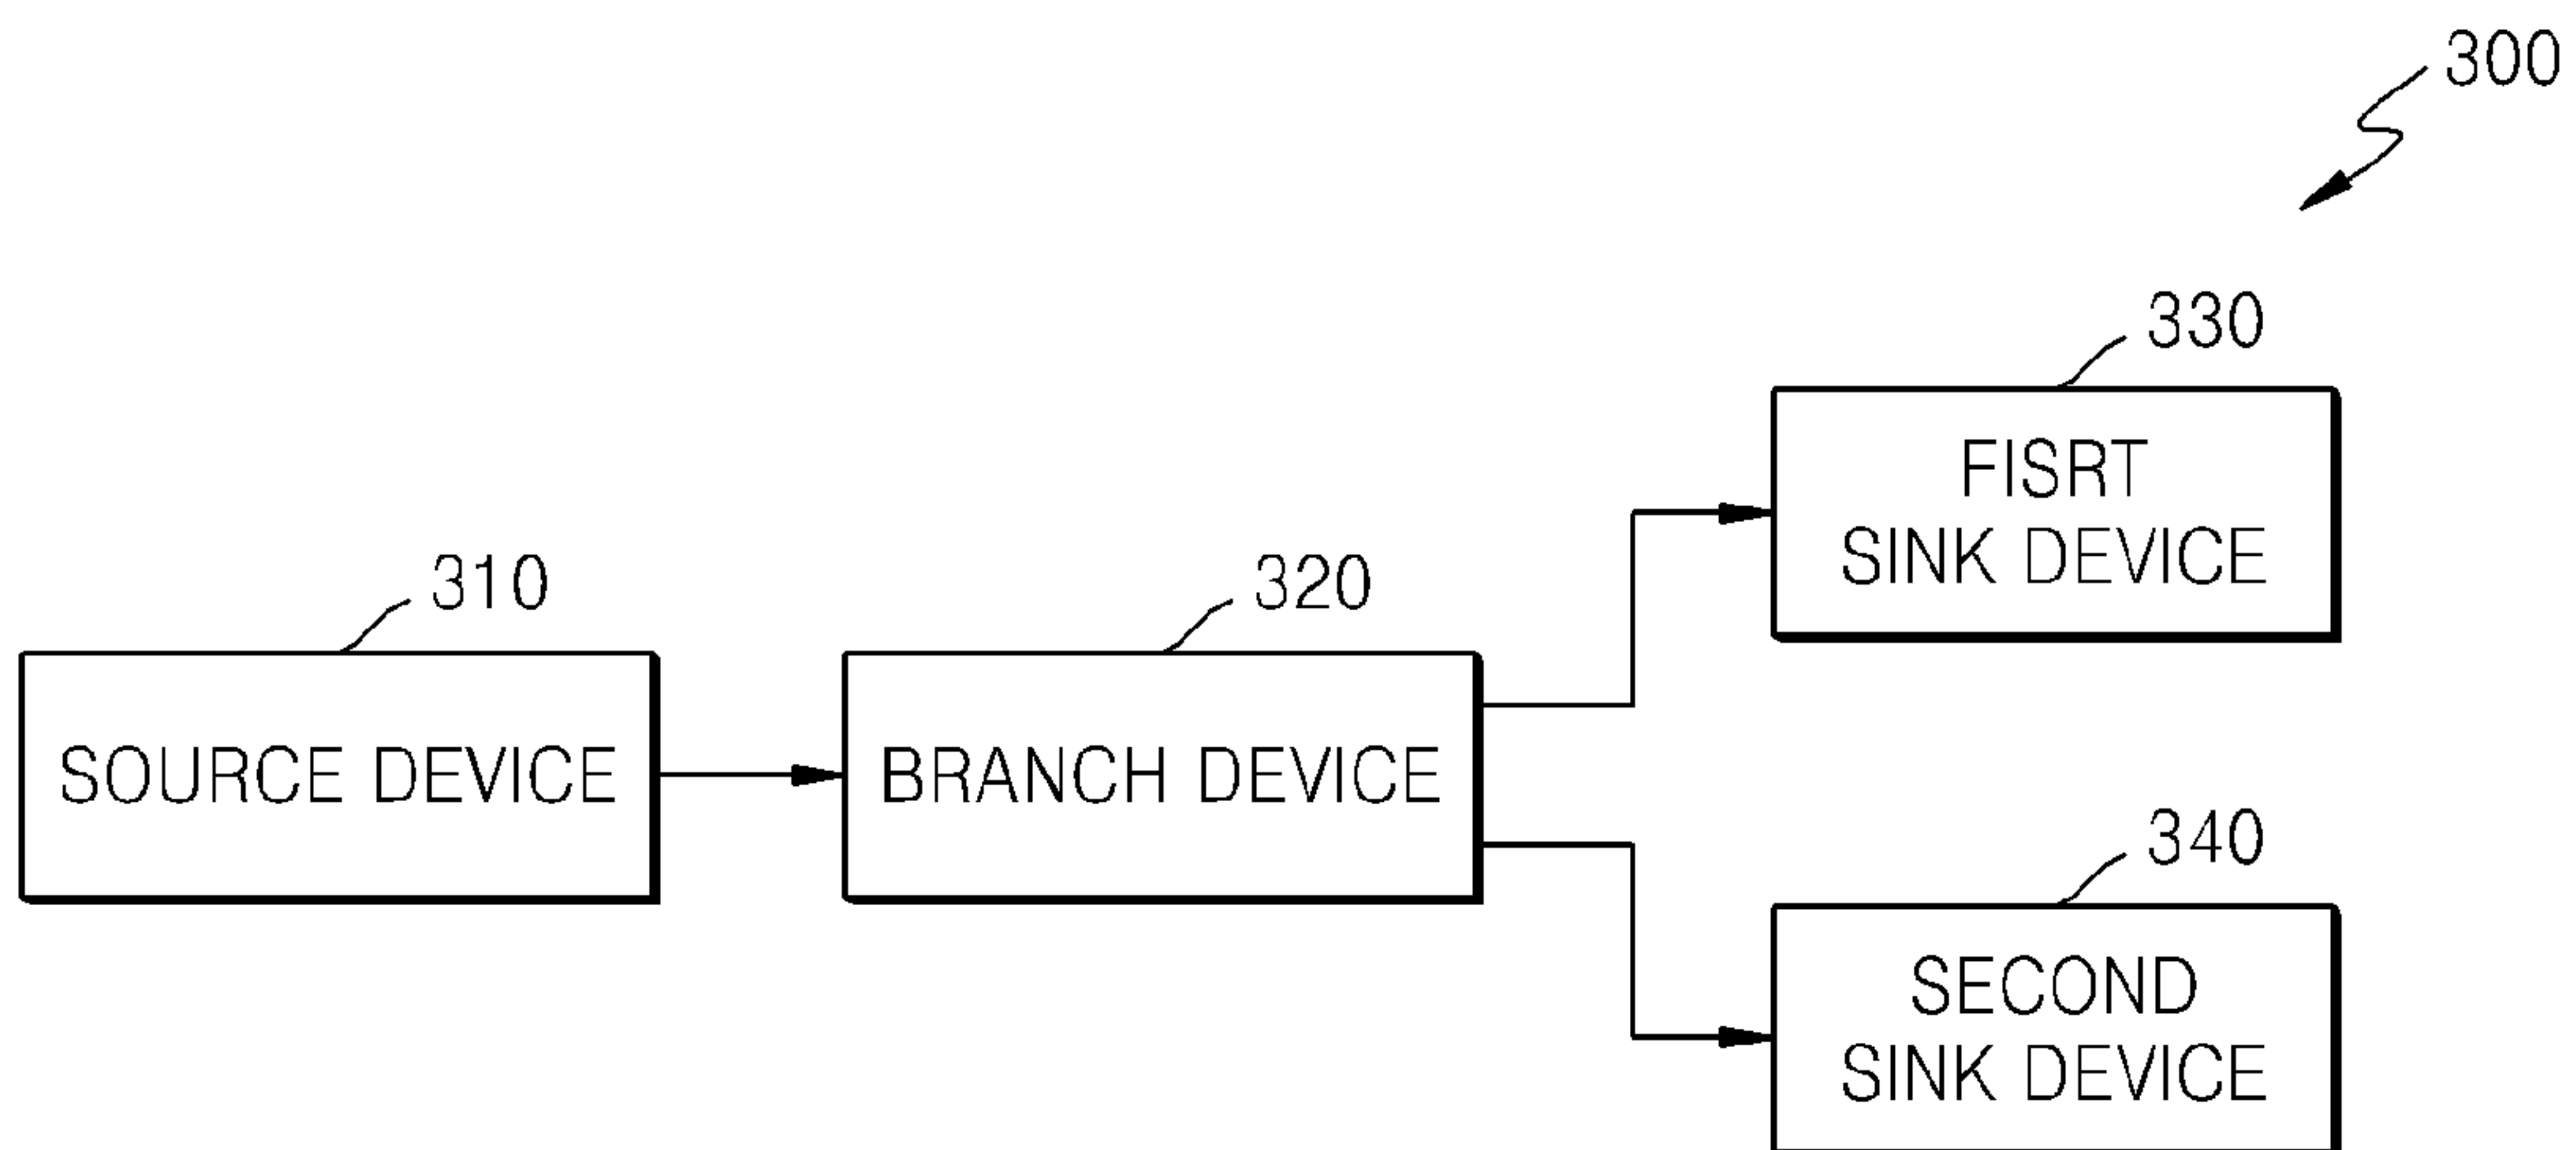 300
330
FISRT
SINK DEVICE
310
320
SOURCE DEVICE
BRANCH DEVICE
340
SECOND
SINK DEVICE